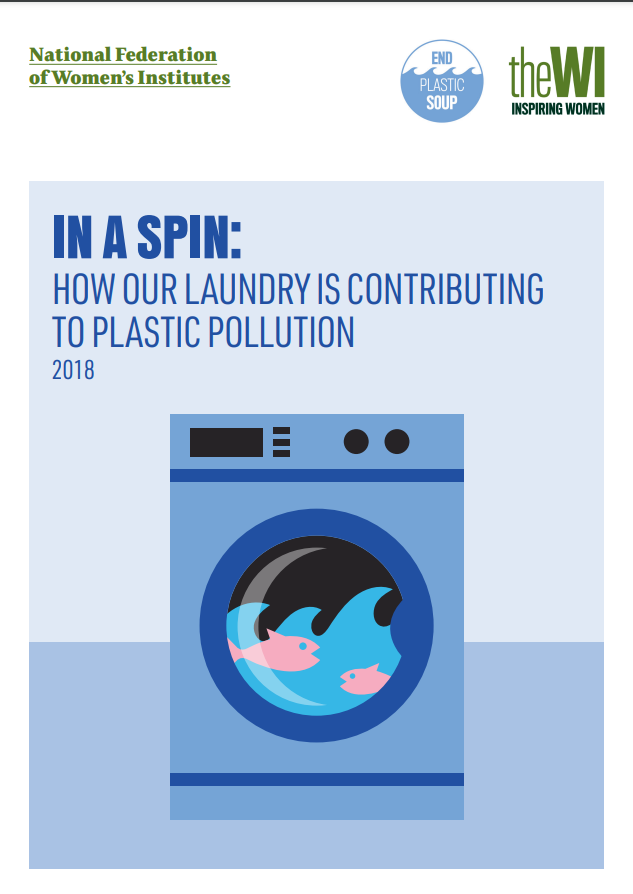 National Federation
of Women's Institutes
END
PLASTIC
SOUP
theWI
INSPIRING WOMEN
IN A SPIN:
HOW OUR LAUNDRY IS CONTRIBUTING
TO PLASTIC POLLUTION
2018